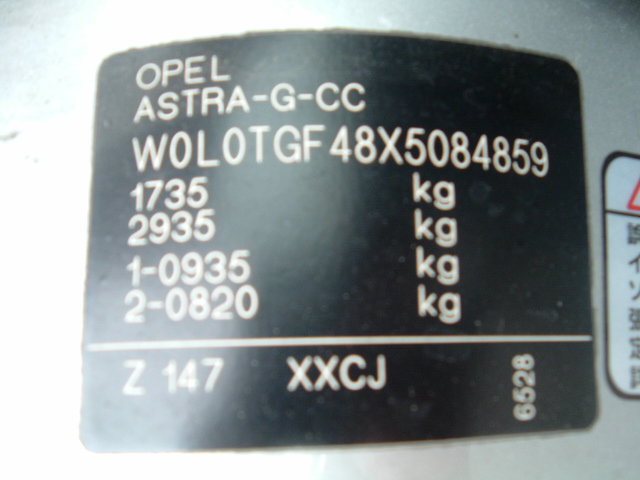 OPEL
ASTRA-G-CC
W0L0TGF48X5084859
1735 kg
2935 kg
1-0935 kg
2-0820 kg
Z 147 XXCJ 6528